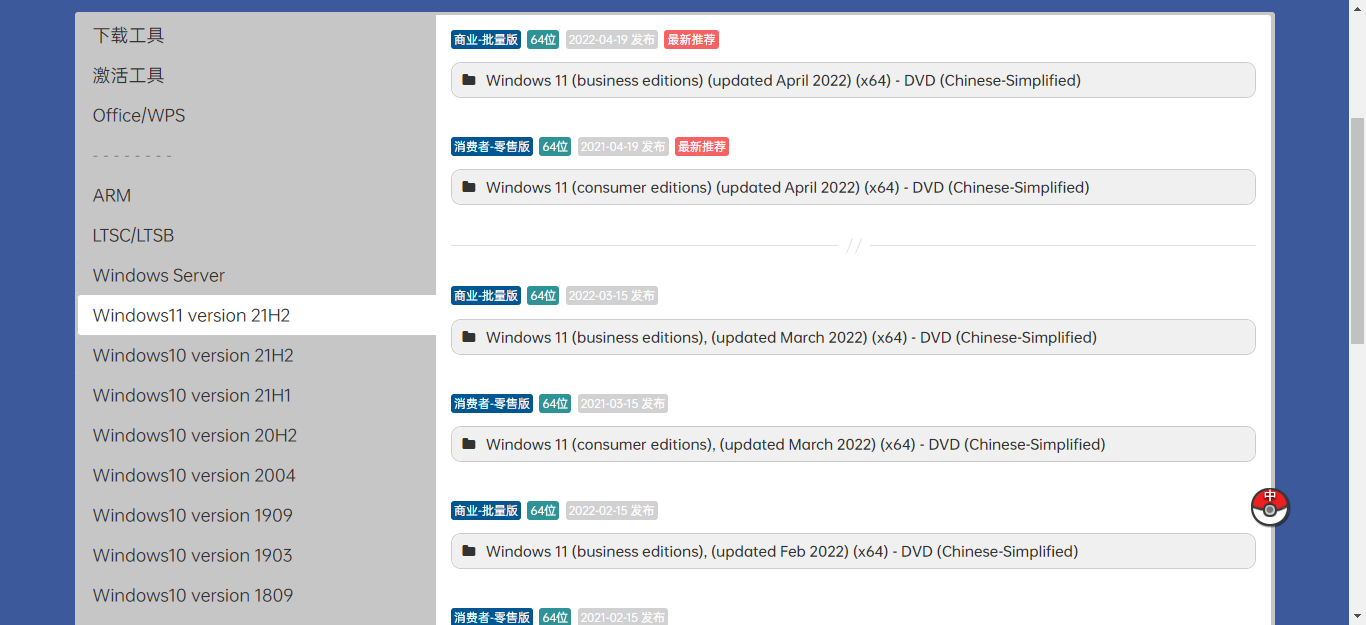 下载工具
激活工具
Office/WPS
- - - - - - - -
ARM
LTSC/LTSB
Windows Server
Windows11 version 21H2
Windows10 version 21H2
Windows10 version 21H1
Windows10 version 20H2
Windows10 version 2004
Windows10 version 1909
Windows10 version 1903
Windows10 version 1809
商业-批量版 64位 2022-04-19 发布 最新推荐
Windows 11 (business editions) (updated April 2022) (x64) - DVD (Chinese-Simplified)
消费者-零售版 64位 2021-04-19 发布 最新推荐
Windows 11 (consumer editions) (updated April 2022) (x64) - DVD (Chinese-Simplified)
//
商业-批量版 64位 2022-03-15 发布
Windows 11 (business editions), (updated March 2022) (x64) - DVD (Chinese-Simplified)
消费者-零售版 64位 2021-03-15 发布
Windows 11 (consumer editions), (updated March 2022) (x64) - DVD (Chinese-Simplified)
商业-批量版 64位 2022-02-15 发布
Windows 11 (business editions), (updated Feb 2022) (x64) - DVD (Chinese-Simplified)
消费者-零售版 64位 2021-02-15 发布
中